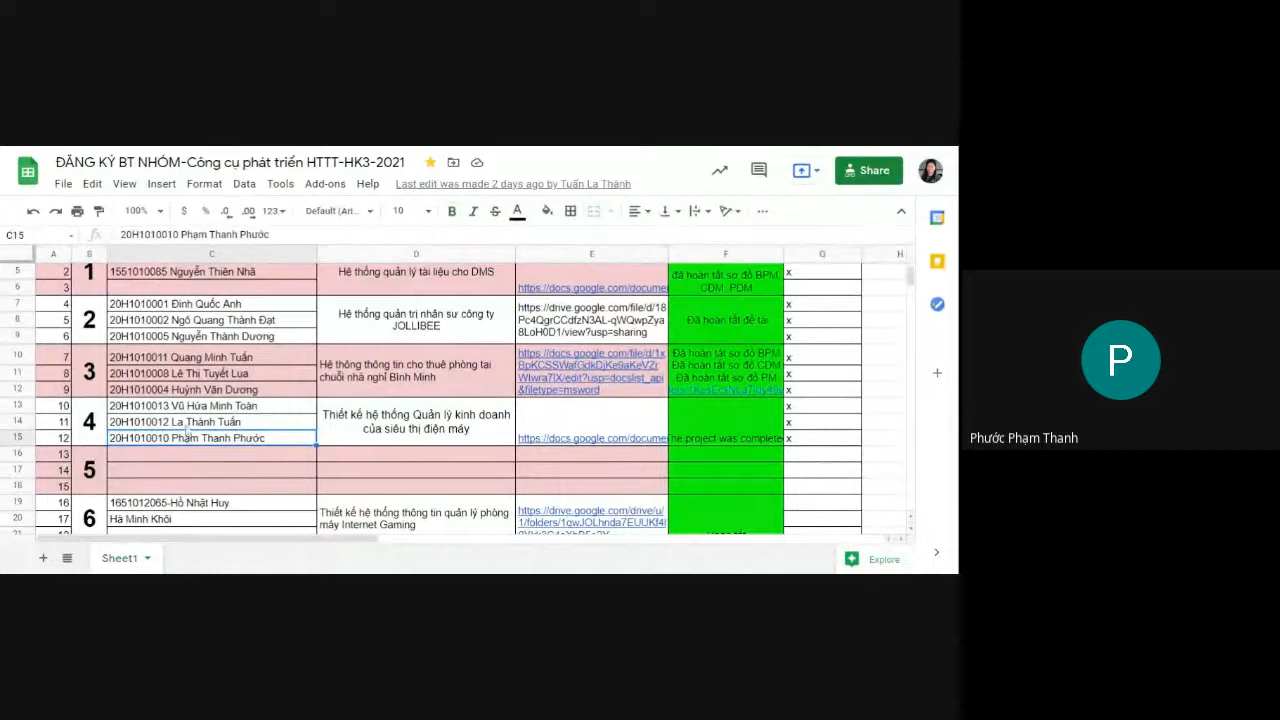 ĐĂNG KÝ BT NHÓM-Công cụ phát triển HTTT-HK3-2021
File Edit View Insert Format Data Tools Add-ons Help Last edit was made 2 days ago by Tuấn La Thành
Share
100% $ % .0 .00 123 Default (Ari... 10 B I S A
C15 fx 20H1010010 Phạm Thanh Phước
A B C D E F G H
5 2 1 1551010085 Nguyễn Thiên Nhã Hệ thống quản lý tài liệu cho DMS đã hoàn tất sơ đồ BPM, x
6 3 https://docs.google.com/documen CDM ,PDM
7 4 2 20H1010001 Đinh Quốc Anh Hệ thống quản trị nhân sự công ty https://drive.google.com/file/d/18 x
8 5 20H1010002 Ngô Quang Thành Đạt JOLLIBEE Pc4QgrCCdfzN3AL-qWQwpZya Đã hoàn tất đề tài x
9 6 20H1010005 Nguyễn Thành Dương 8LoH0D1/view?usp=sharing x
10 7 3 20H1010011 Quang Minh Tuấn Hệ thông thông tin cho thuê phòng tại https://docs.google.com/file/d/1x Đã hoàn tất sơ đồ BPM x
11 8 20H1010008 Lê Thị Tuyết Lua chuỗi nhà nghỉ Bình Minh Đã hoàn tất sơ đồ CDM x
12 9 20H1010004 Huỳnh Văn Dương /edit?usp=docslist_api Đã hoàn tất sơ đồ PM x
&filetype=msword
13 10 4 20H1010013 Vũ Hứa Minh Toàn Thiết kế hệ thống Quản lý kinh doanh x
14 11 20H1010012 La Thành Tuấn của siêu thị điện máy x
15 12 20H1010010 Phạm Thanh Phước https://docs.google.com/documen he project was complete x
16 13 5
17 14
18 15
19 16 6 1651012065-Hồ Nhật Huy Thiết kế hệ thống thông tin quản lý phòng https://drive.google.com/drive/u/
20 17 Hà Minh Khôi máy Internet Gaming
Sheet1 Explore
P
Phước Phạm Thanh